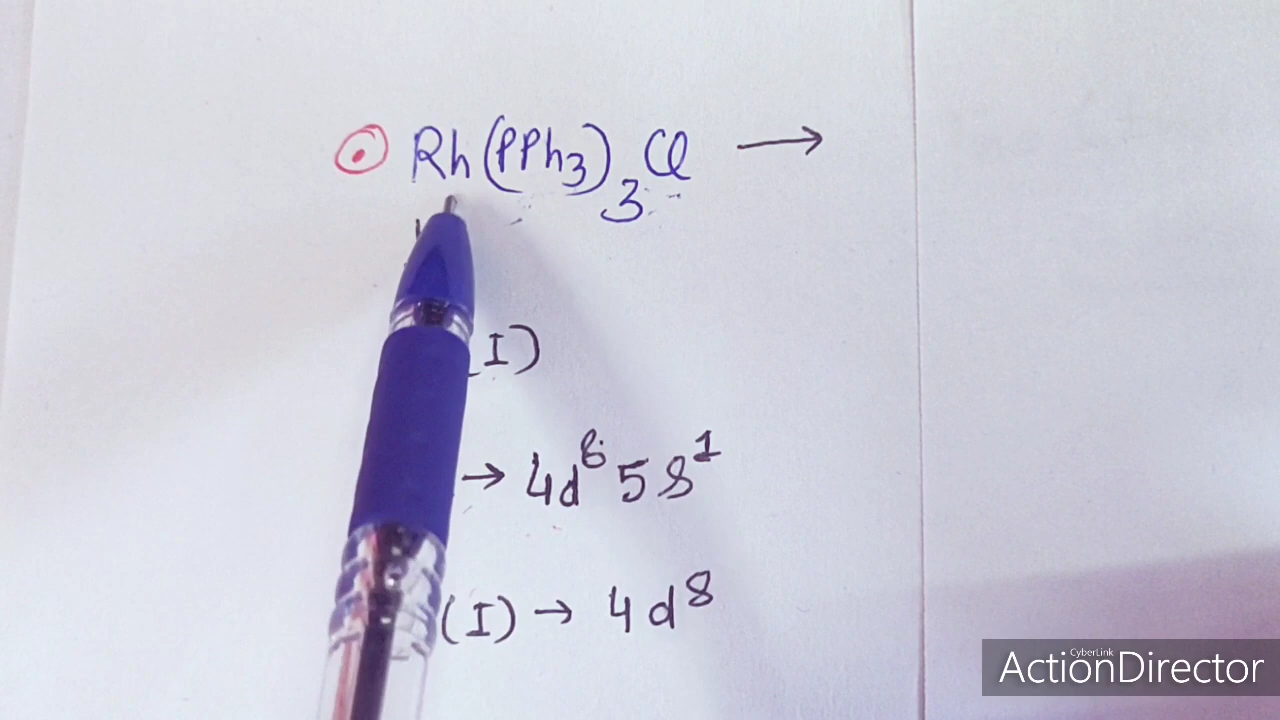 Rh(PPh₃)₃Cl →
(I)
→ 4d⁸ 5s¹
(I) → 4d⁸
CyberLink
ActionDirector